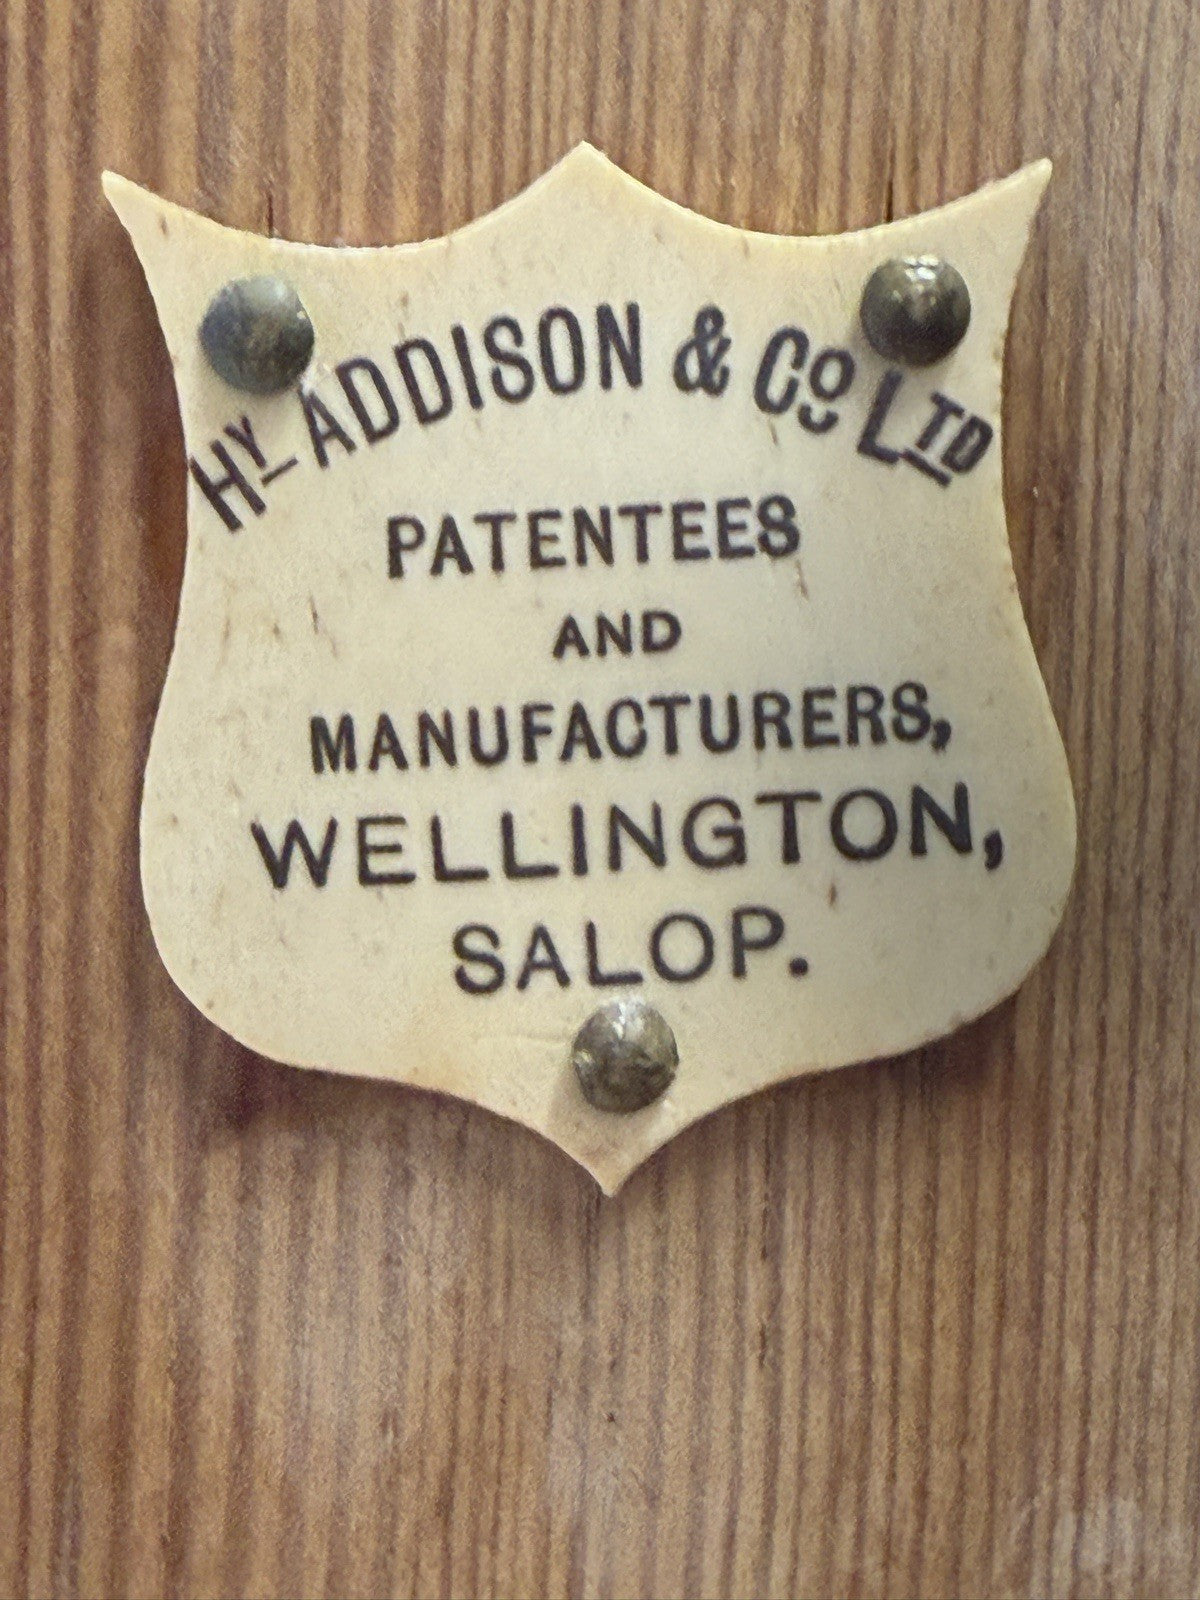 Hy ADDISON & Co LTD
PATENTEES
AND
MANUFACTURERS,
WELLINGTON,
SALOP.